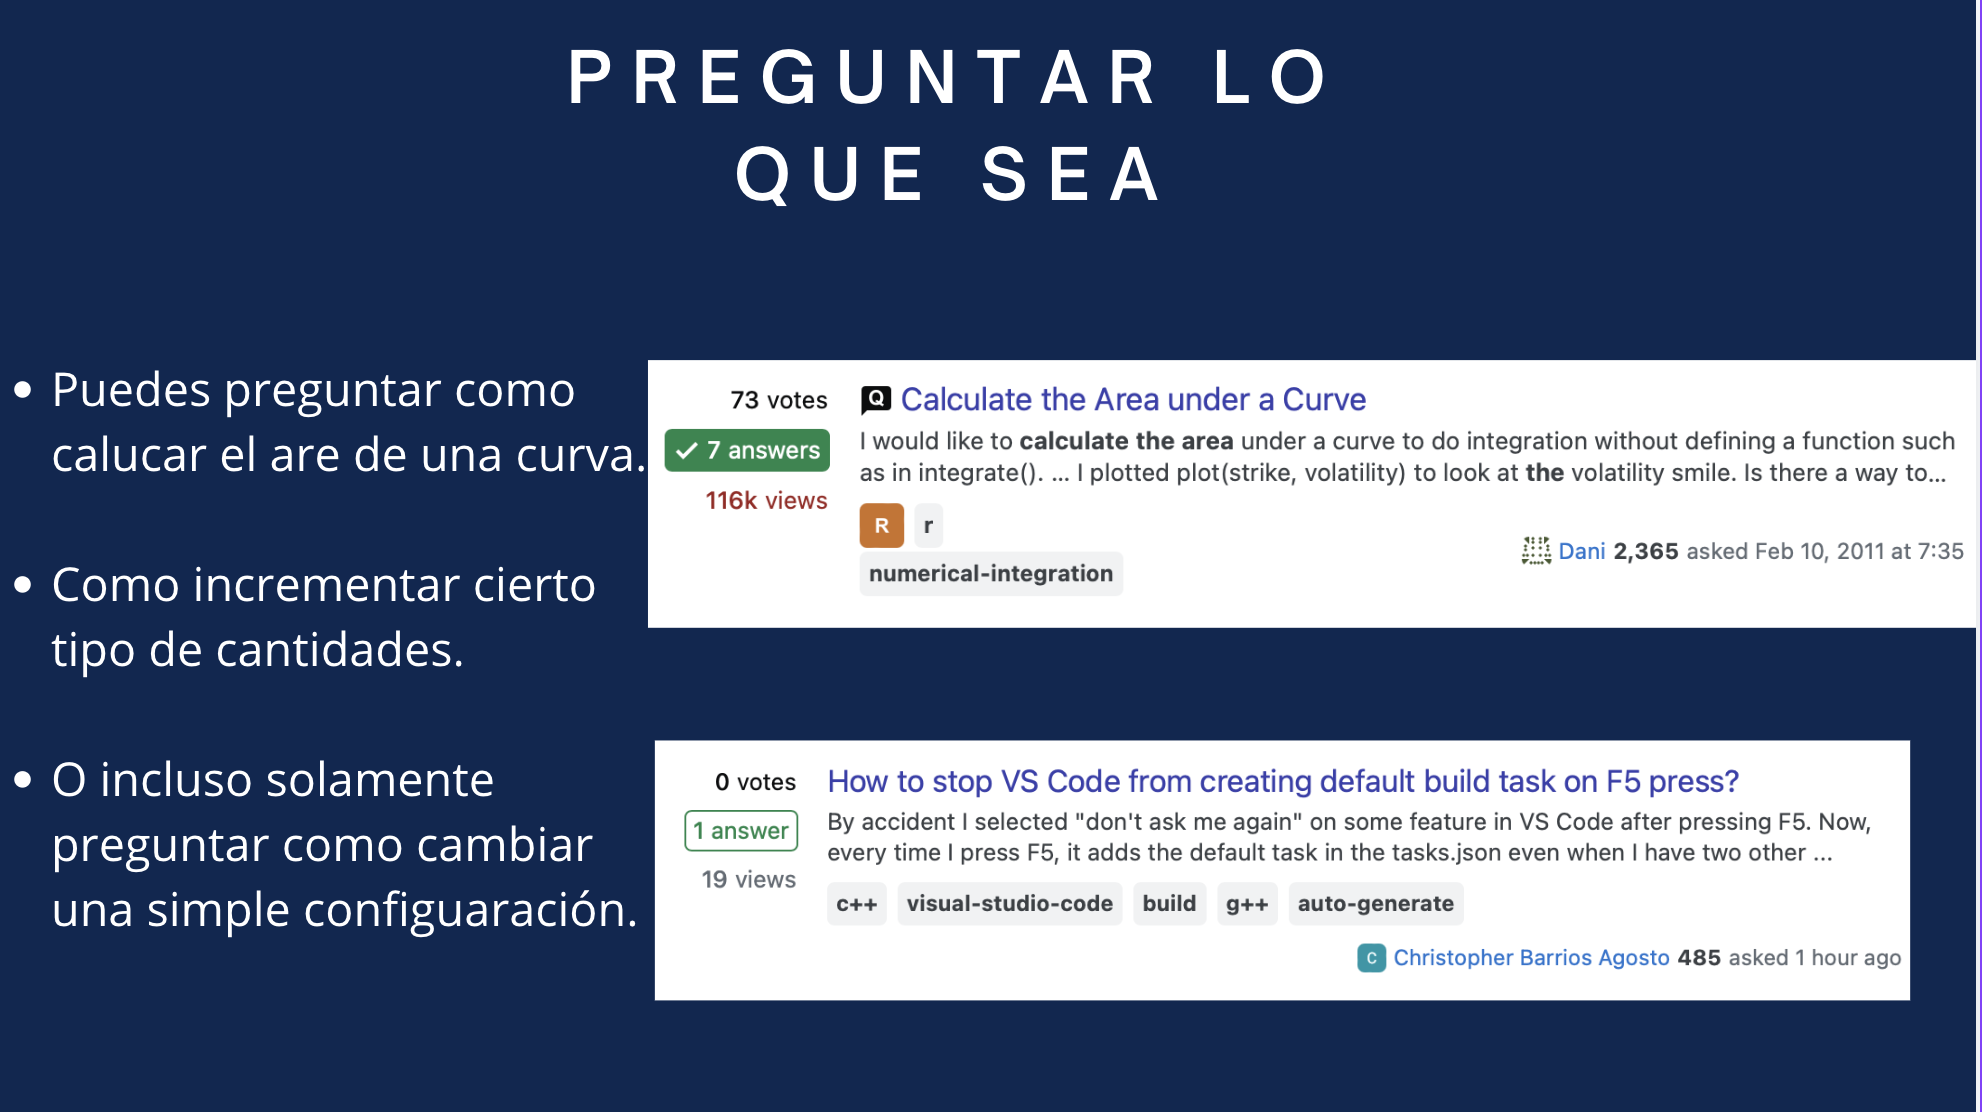 PREGUNTAR LO
QUE SEA
• Puedes preguntar como
calucar el are de una curva.
• Como incrementar cierto
tipo de cantidades.
• O incluso solamente
preguntar como cambiar
una simple configuaración.
73 votes
✓ 7 answers
116k views
Q Calculate the Area under a Curve
I would like to calculate the area under a curve to do integration without defining a function such
as in integrate(). ... I plotted plot(strike, volatility) to look at the volatility smile. Is there a way to...
R r
numerical-integration
Dani 2,365 asked Feb 10, 2011 at 7:35
0 votes
1 answer
19 views
How to stop VS Code from creating default build task on F5 press?
By accident I selected "don't ask me again" on some feature in VS Code after pressing F5. Now,
every time I press F5, it adds the default task in the tasks.json even when I have two other ...
c++ visual-studio-code build g++ auto-generate
C Christopher Barrios Agosto 485 asked 1 hour ago